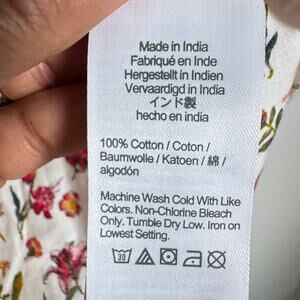 Made in India
Fabriqué en Inde
Hergestellt in Indien
Vervaardigd in India
インド製
hecho en india
100% Cotton / Coton /
Baumwolle / Katoen / 綿 /
algodón
Machine Wash Cold With Like
Colors. Non-Chlorine Bleach
Only. Tumble Dry Low. Iron on
Lowest Setting.
30